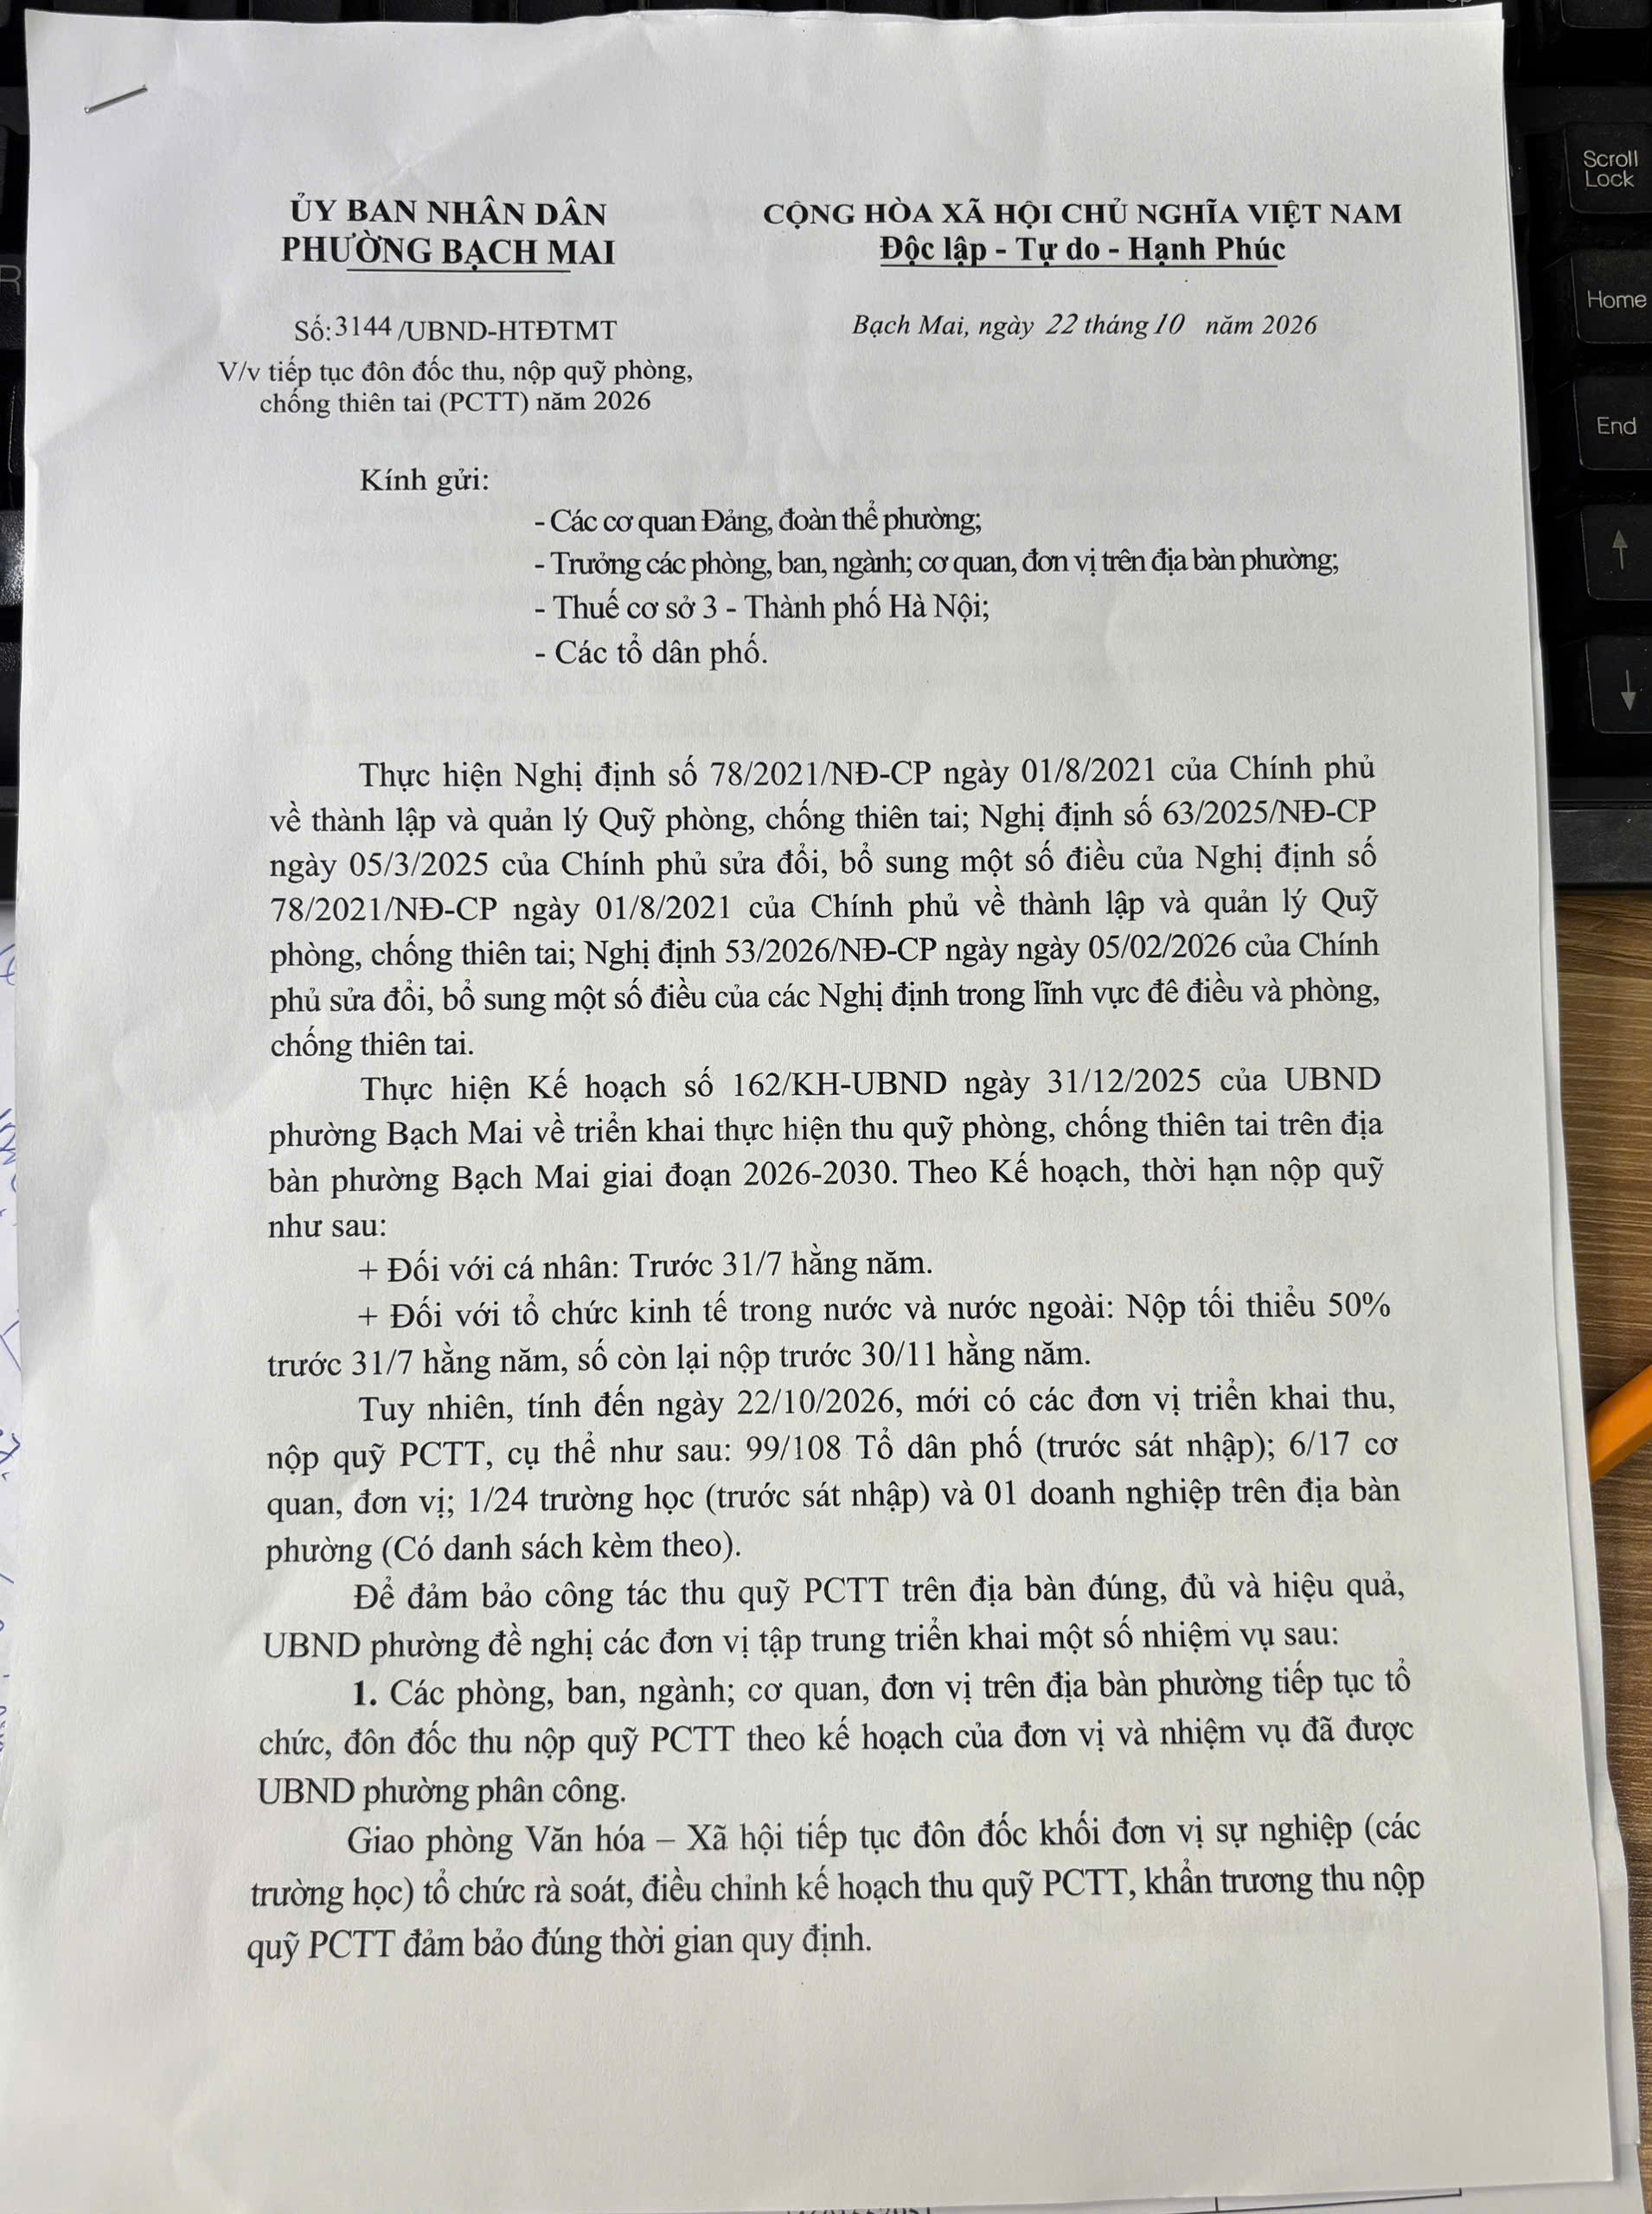 ỦY BAN NHÂN DÂN
PHƯỜNG BẠCH MAI
CỘNG HÒA XÃ HỘI CHỦ NGHĨA VIỆT NAM
Độc lập - Tự do - Hạnh Phúc
Số: 3144 /UBND-HTĐTMT
V/v tiếp tục đôn đốc thu, nộp quỹ phòng,
chống thiên tai (PCTT) năm 2026
Bạch Mai, ngày 22 tháng 10 năm 2026
Kính gửi:
- Các cơ quan Đảng, đoàn thể phường;
- Trưởng các phòng, ban, ngành; cơ quan, đơn vị trên địa bàn phường;
- Thuế cơ sở 3 - Thành phố Hà Nội;
- Các tổ dân phố.
Thực hiện Nghị định số 78/2021/NĐ-CP ngày 01/8/2021 của Chính phủ
về thành lập và quản lý Quỹ phòng, chống thiên tai; Nghị định số 63/2025/NĐ-CP
ngày 05/3/2025 của Chính phủ sửa đổi, bổ sung một số điều của Nghị định số
78/2021/NĐ-CP ngày 01/8/2021 của Chính phủ về thành lập và quản lý Quỹ
phòng, chống thiên tai; Nghị định 53/2026/NĐ-CP ngày ngày 05/02/2026 của Chính
phủ sửa đổi, bổ sung một số điều của các Nghị định trong lĩnh vực đê điều và phòng,
chống thiên tai.
Thực hiện Kế hoạch số 162/KH-UBND ngày 31/12/2025 của UBND
phường Bạch Mai về triển khai thực hiện thu quỹ phòng, chống thiên tai trên địa
bàn phường Bạch Mai giai đoạn 2026-2030. Theo Kế hoạch, thời hạn nộp quỹ
như sau:
+ Đối với cá nhân: Trước 31/7 hằng năm.
+ Đối với tổ chức kinh tế trong nước và nước ngoài: Nộp tối thiểu 50%
trước 31/7 hằng năm, số còn lại nộp trước 30/11 hằng năm.
Tuy nhiên, tính đến ngày 22/10/2026, mới có các đơn vị triển khai thu,
nộp quỹ PCTT, cụ thể như sau: 99/108 Tổ dân phố (trước sát nhập); 6/17 cơ
quan, đơn vị; 1/24 trường học (trước sát nhập) và 01 doanh nghiệp trên địa bàn
phường (Có danh sách kèm theo).
Để đảm bảo công tác thu quỹ PCTT trên địa bàn đúng, đủ và hiệu quả,
UBND phường đề nghị các đơn vị tập trung triển khai một số nhiệm vụ sau:
1. Các phòng, ban, ngành; cơ quan, đơn vị trên địa bàn phường tiếp tục tổ
chức, đôn đốc thu nộp quỹ PCTT theo kế hoạch của đơn vị và nhiệm vụ đã được
UBND phường phân công.
Giao phòng Văn hóa – Xã hội tiếp tục đôn đốc khối đơn vị sự nghiệp (các
trường học) tổ chức rà soát, điều chỉnh kế hoạch thu quỹ PCTT, khẩn trương thu nộp
quỹ PCTT đảm bảo đúng thời gian quy định.
Scroll
Lock
Home
End